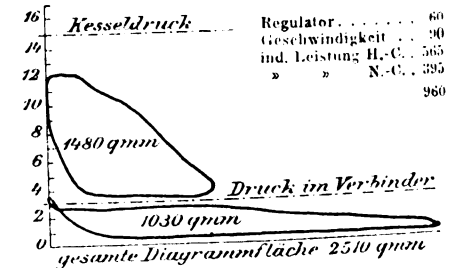 16
Kesseldruck
14
12
10
8
6
4
2
0
Regulator . . . . . . . 60
Geschwindigkeit . . 90
ind. Leistung H.-C. . 565
» » N.-C. . 395
960
1480 qmm
Druck im Verbinder
1030 qmm
gesamte Diagrammfläche 2510 qmm